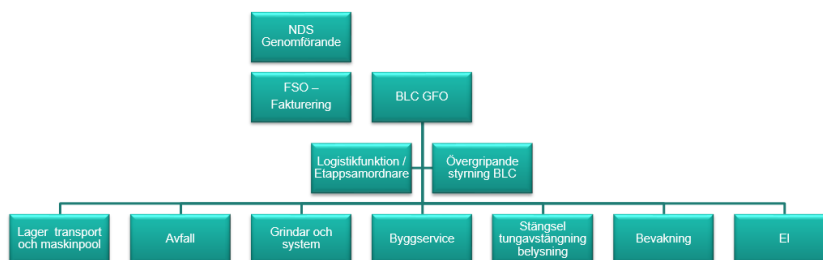 NDS
Genomförande
FSO –
Fakturering
BLC GFO
Logistikfunktion /
Etappsamordnare
Övergripande
styrning BLC
Lager transport
och maskinpool
Avfall
Grindar och
system
Byggservice
Stängsel
tungavstängning
belysning
Bevakning
El